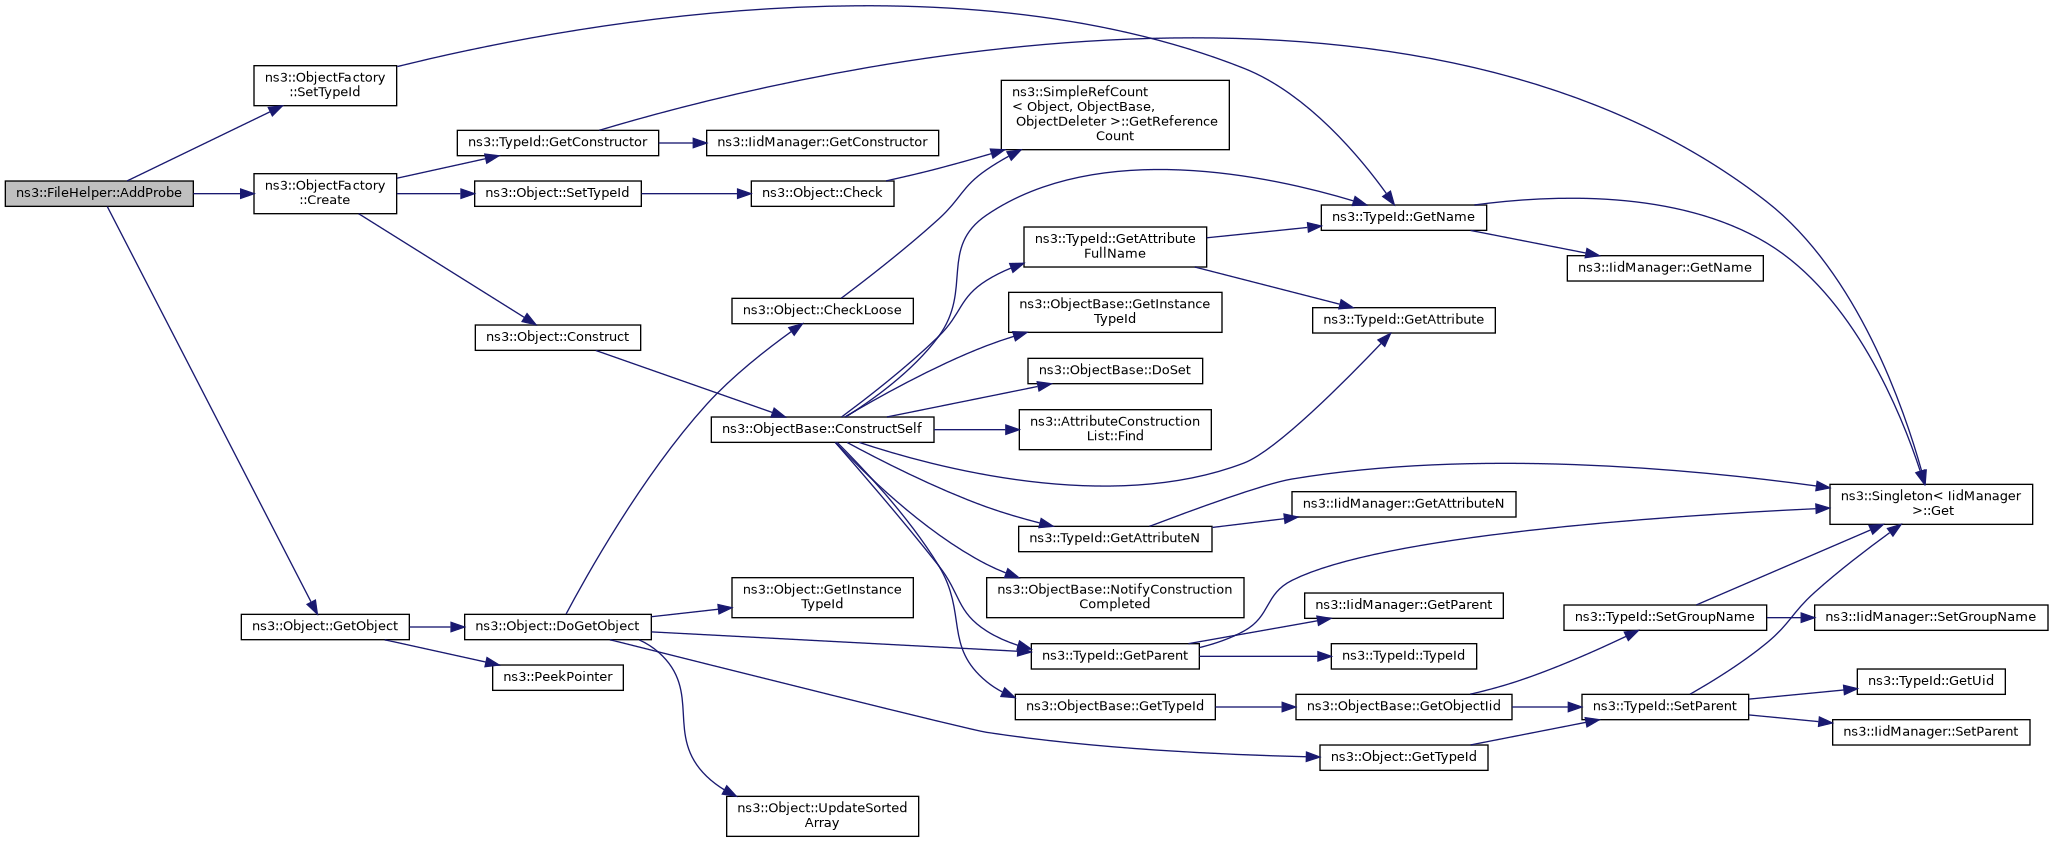 ns3::FileHelper::AddProbe
ns3::ObjectFactory
::SetTypeId
ns3::ObjectFactory
::Create
ns3::Object::GetObject
ns3::TypeId::GetConstructor
ns3::Object::SetTypeId
ns3::Object::Construct
ns3::Object::DoGetObject
ns3::PeekPointer
ns3::IidManager::GetConstructor
ns3::Object::Check
ns3::Object::CheckLoose
ns3::ObjectBase::ConstructSelf
ns3::Object::GetInstance
TypeId
ns3::Object::UpdateSorted
Array
ns3::SimpleRefCount
< Object, ObjectBase,
ObjectDeleter >::GetReference
Count
ns3::TypeId::GetAttribute
FullName
ns3::ObjectBase::GetInstance
TypeId
ns3::ObjectBase::DoSet
ns3::AttributeConstruction
List::Find
ns3::TypeId::GetAttributeN
ns3::ObjectBase::NotifyConstruction
Completed
ns3::TypeId::GetParent
ns3::ObjectBase::GetTypeId
ns3::TypeId::GetName
ns3::TypeId::GetAttribute
ns3::IidManager::GetAttributeN
ns3::IidManager::GetParent
ns3::TypeId::TypeId
ns3::ObjectBase::GetObjectIid
ns3::Object::GetTypeId
ns3::IidManager::GetName
ns3::TypeId::SetGroupName
ns3::TypeId::SetParent
ns3::Singleton< IidManager
>::Get
ns3::IidManager::SetGroupName
ns3::TypeId::GetUid
ns3::IidManager::SetParent